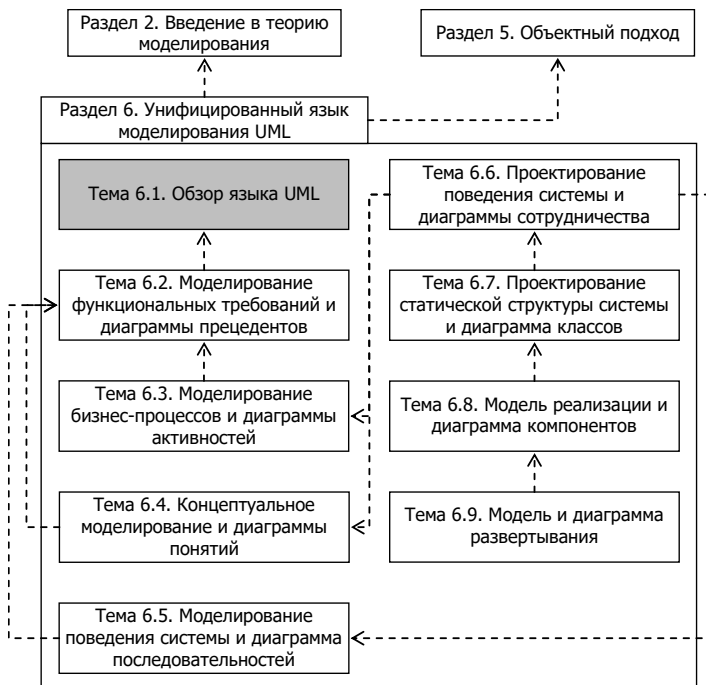 Раздел 2. Введение в теорию
моделирования
Раздел 5. Объектный подход
Раздел 6. Унифицированный язык
моделирования UML
Тема 6.1. Обзор языка UML
Тема 6.2. Моделирование
функциональных требований и
диаграммы прецедентов
Тема 6.3. Моделирование
бизнес-процессов и диаграммы
активностей
Тема 6.4. Концептуальное
моделирование и диаграммы
понятий
Тема 6.5. Моделирование
поведения системы и диаграмма
последовательностей
Тема 6.6. Проектирование
поведения системы и
диаграммы сотрудничества
Тема 6.7. Проектирование
статической структуры системы
и диаграмма классов
Тема 6.8. Модель реализации и
диаграмма компонентов
Тема 6.9. Модель и диаграмма
развертывания